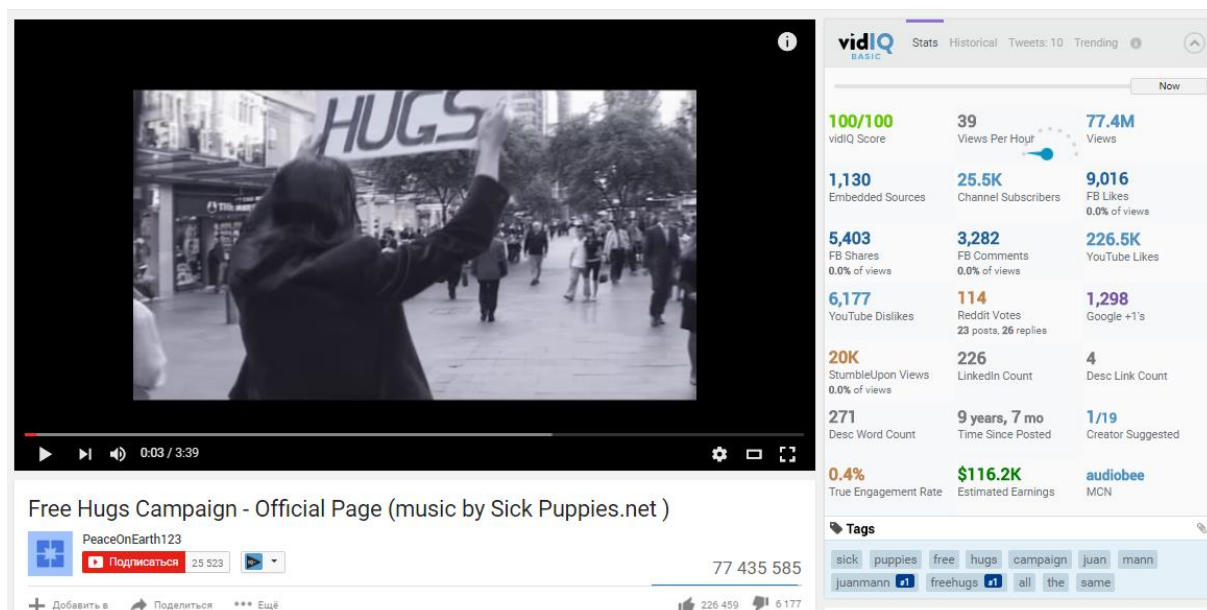 HUGS
0:03 / 3:39
Free Hugs Campaign - Official Page (music by Sick Puppies.net )
PeaceOnEarth123
Подписаться 25 523
77 435 585
Добавить в Поделиться ••• Ещё
226 459 6 177
vidIQ
BASIC
Stats Historical Tweets: 10 Trending
Now
100/100 39 77.4M
vidIQ Score Views Per Hour Views
1,130 25.5K 9,016
Embedded Sources Channel Subscribers FB Likes
0.0% of views
5,403 3,282 226.5K
FB Shares FB Comments YouTube Likes
0.0% of views 0.0% of views
6,177 114 1,298
YouTube Dislikes Reddit Votes Google +1's
23 posts, 26 replies
20K 226 4
StumbleUpon Views LinkedIn Count Desc Link Count
0.0% of views
271 9 years, 7 mo 1/19
Desc Word Count Time Since Posted Creator Suggested
0.4% $116.2K audiobee
True Engagement Rate Estimated Earnings MCN
Tags
sick puppies free hugs campaign juan mann
juanmann #1 freehugs #1 all the same